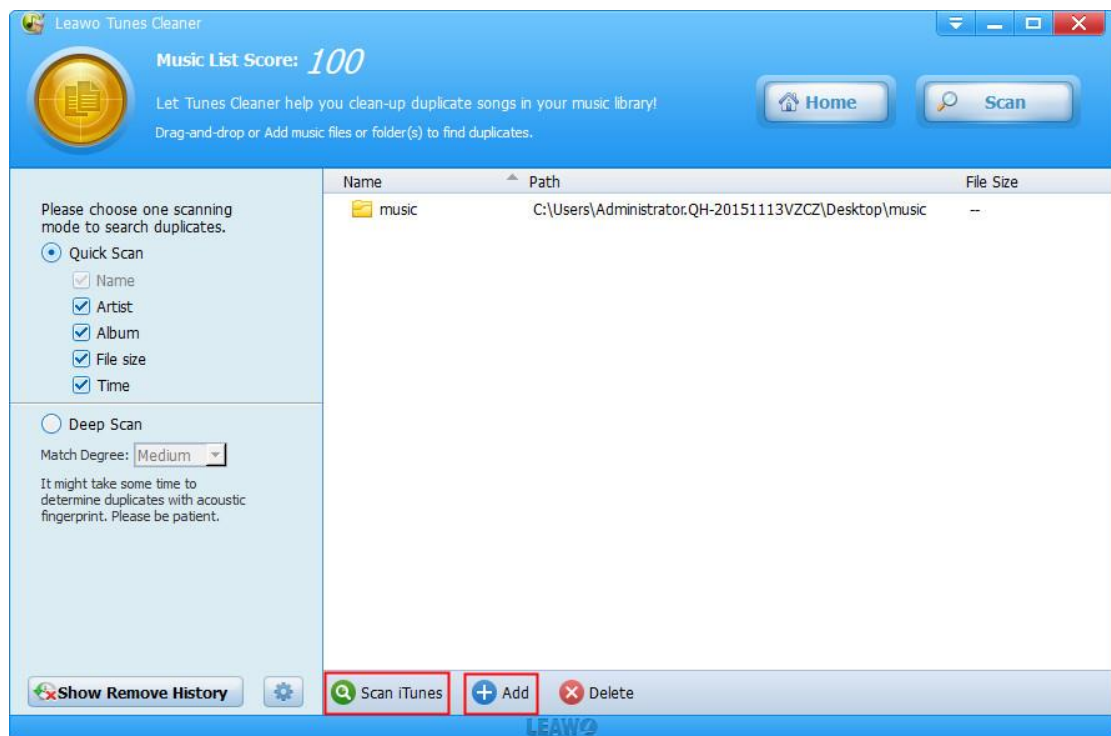 Leawo Tunes Cleaner
Music List Score: 100
Let Tunes Cleaner help you clean-up duplicate songs in your music library!
Drag-and-drop or Add music files or folder(s) to find duplicates.
Home
Scan
Please choose one scanning
mode to search duplicates.
Quick Scan
Name
Artist
Album
File size
Time
Deep Scan
Match Degree: Medium
It might take some time to
determine duplicates with acoustic
fingerprint. Please be patient.
Show Remove History
Name Path File Size
music C:\Users\Administrator.QH-20151113VZCZ\Desktop\music --
Scan iTunes Add Delete
LEAWO